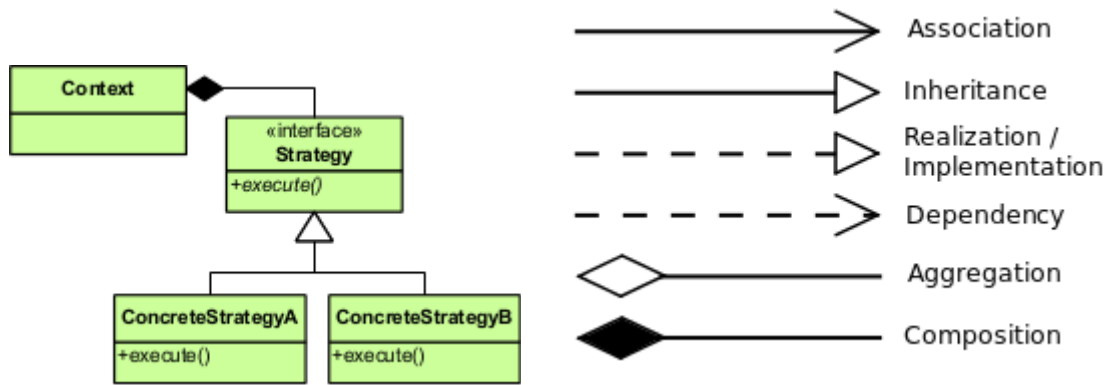 Context
«interface»
Strategy
+execute()
ConcreteStrategyA
+execute()
ConcreteStrategyB
+execute()
Association
Inheritance
Realization /
Implementation
Dependency
Aggregation
Composition